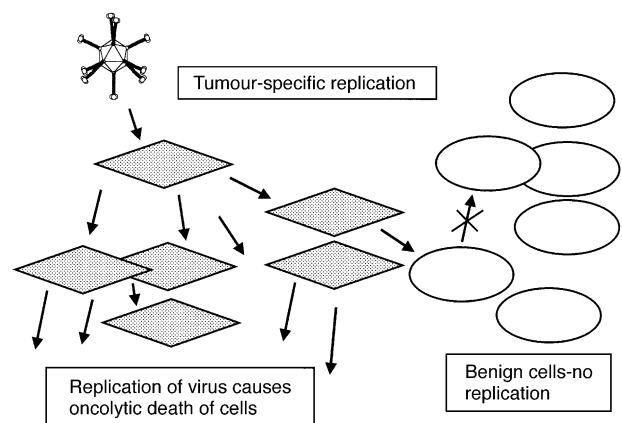 Tumour-specific replication
Replication of virus causes
oncolytic death of cells
Benign cells-no
replication